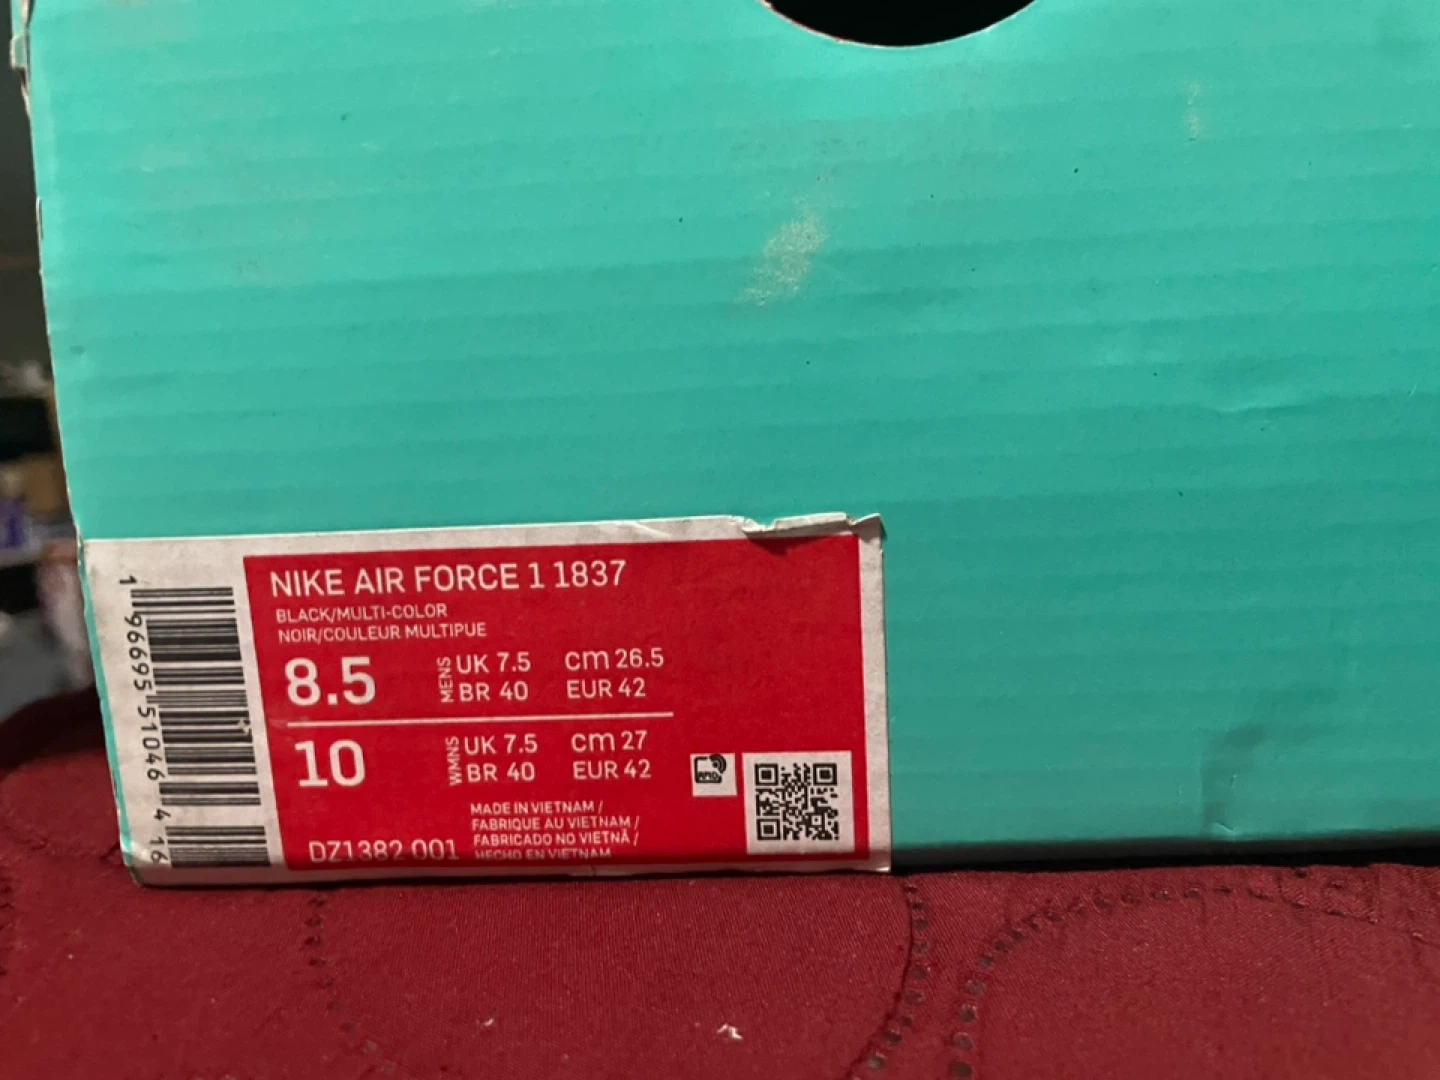 NIKE AIR FORCE 1 1837
BLACK/MULTI-COLOR
NOIR/COULEUR MULTIPUE
8.5 MENS UK 7.5 cm 26.5
BR 40 EUR 42
10 WMNS UK 7.5 cm 27
BR 40 EUR 42
MADE IN VIETNAM /
FABRIQUE AU VIETNAM /
FABRICADO NO VIETNÃ /
HECHO EN VIETNAM
DZ1382 001
1 96695 51046 4 16
RFID